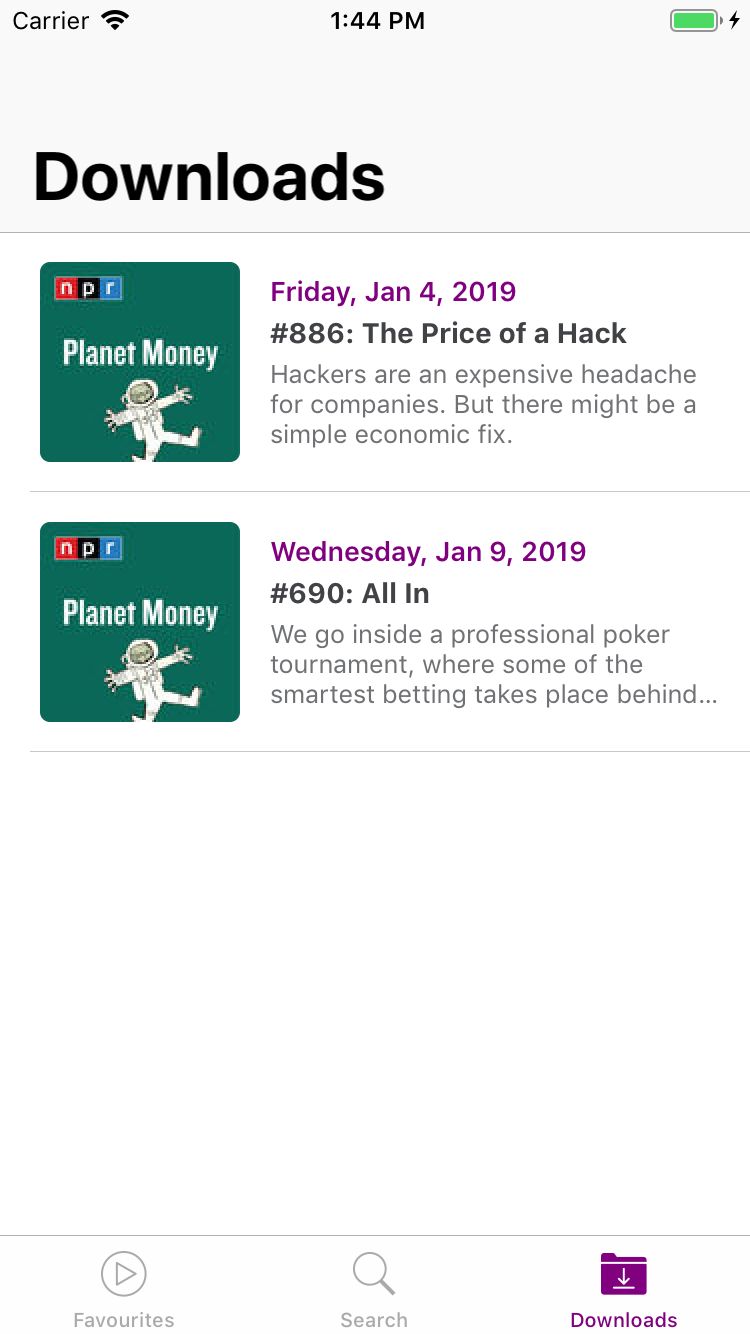 Carrier 1:44 PM
Downloads
npr
Planet Money
Friday, Jan 4, 2019
#886: The Price of a Hack
Hackers are an expensive headache
for companies. But there might be a
simple economic fix.
npr
Planet Money
Wednesday, Jan 9, 2019
#690: All In
We go inside a professional poker
tournament, where some of the
smartest betting takes place behind...
Favourites Search Downloads